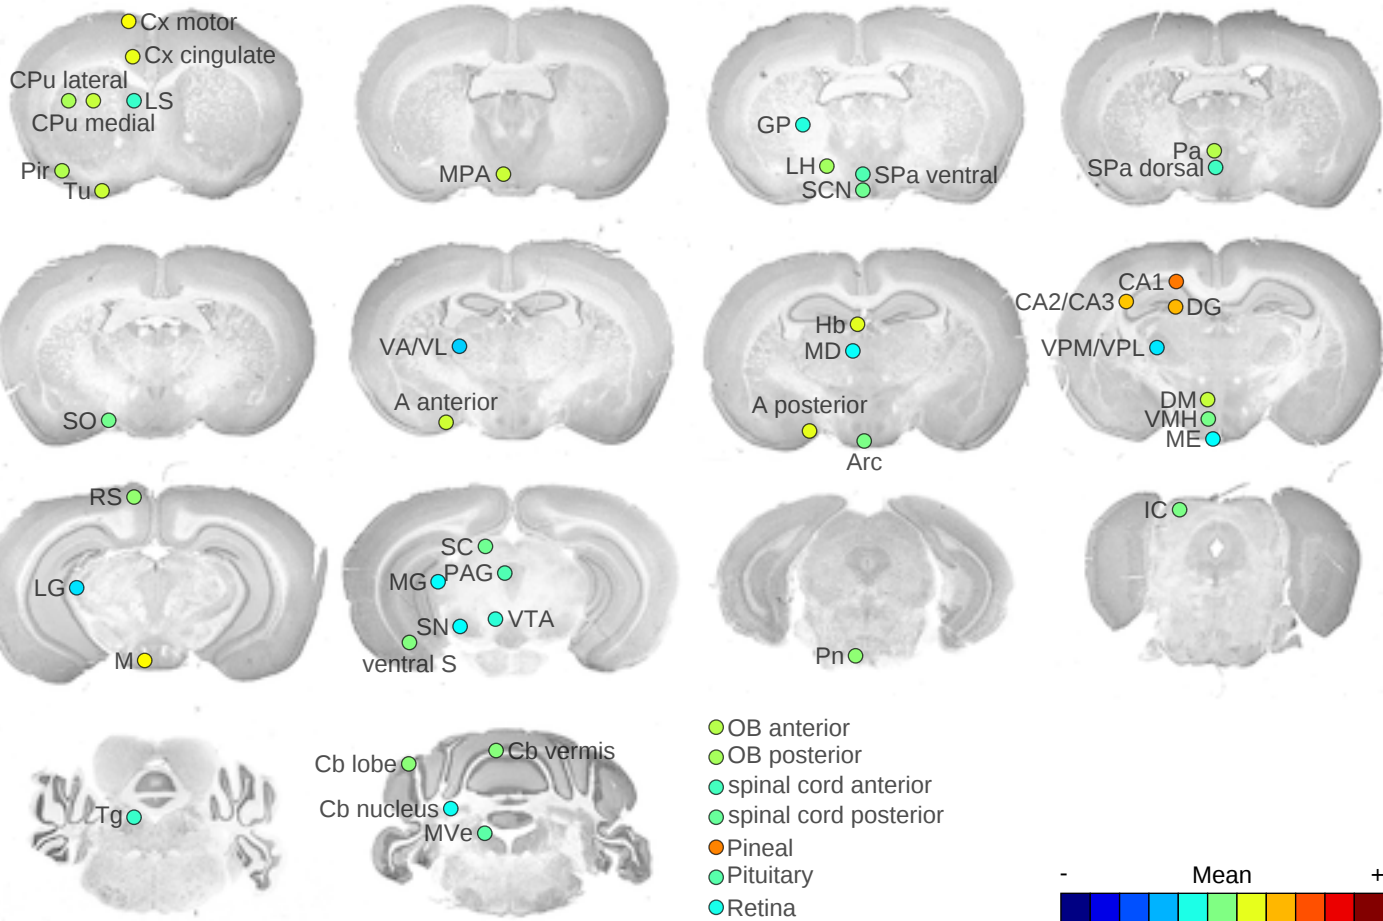 Cx motor
Cx cingulate
CPu lateral
LS
CPu medial
Pir
Tu
MPA
GP
LH
SPa ventral
SCN
Pa
SPa dorsal
SO
VA/VL
A anterior
Hb
MD
A posterior
Arc
CA1
CA2/CA3
DG
VPM/VPL
DM
VMH
ME
RS
LG
M
SC
PAG
MG
VTA
SN
ventral S
Pn
IC
Tg
Cb vermis
Cb lobe
Cb nucleus
MVe
OB anterior
OB posterior
spinal cord anterior
spinal cord posterior
Pineal
Pituitary
Retina
- Mean +